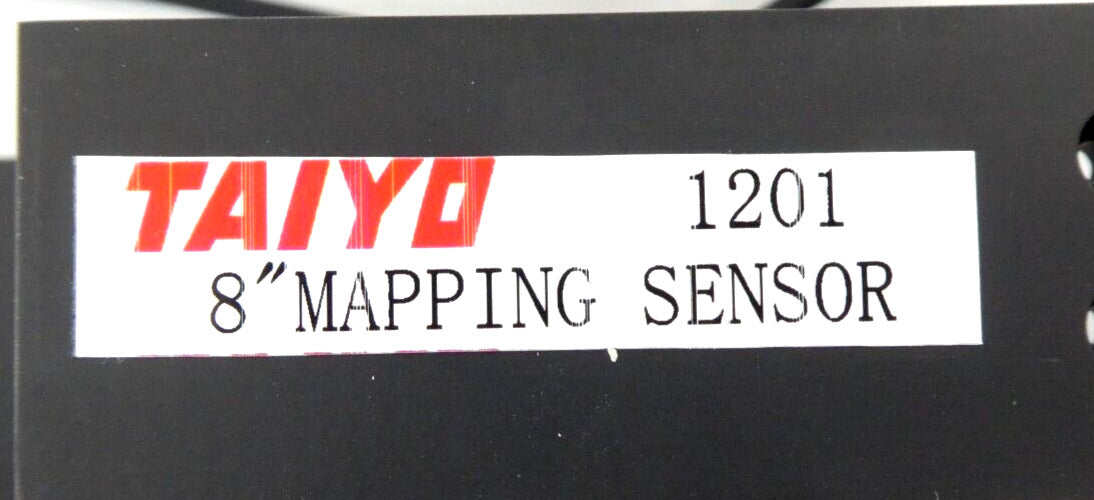 TAIYO 1201
8″MAPPING SENSOR